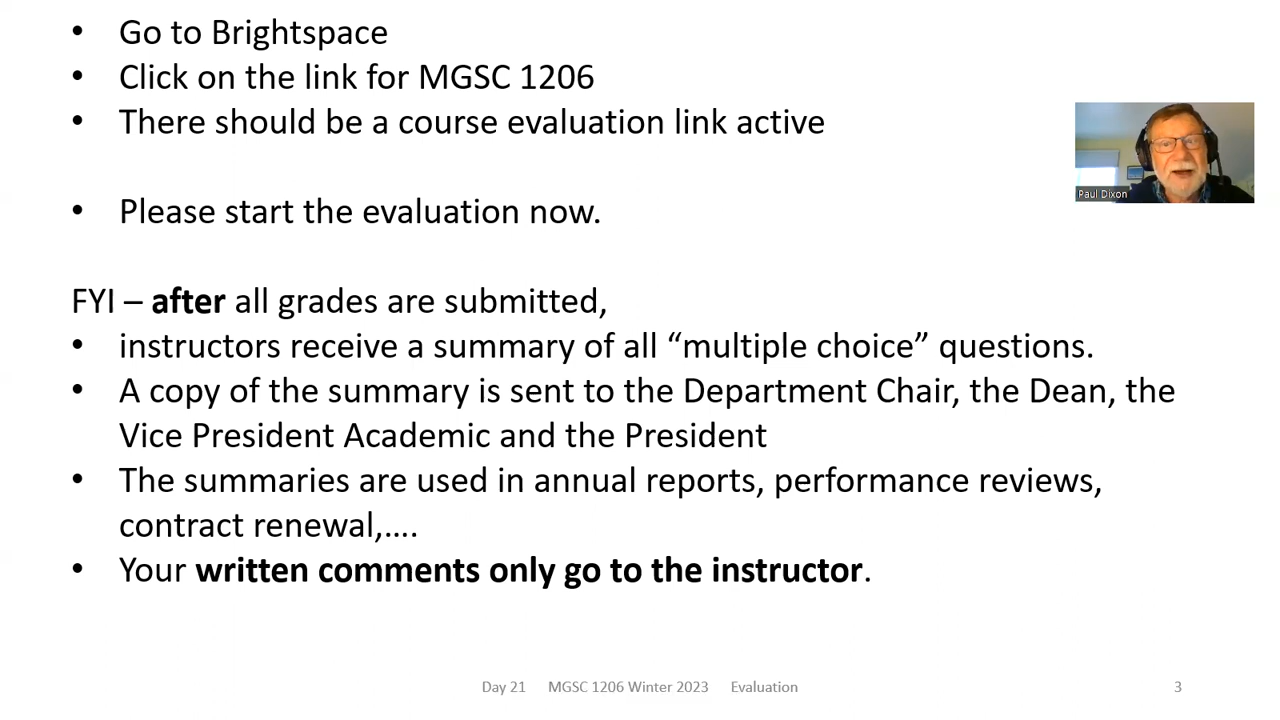 • Go to Brightspace
• Click on the link for MGSC 1206
• There should be a course evaluation link active
Paul Dixon
• Please start the evaluation now.
FYI – after all grades are submitted,
• instructors receive a summary of all “multiple choice” questions.
• A copy of the summary is sent to the Department Chair, the Dean, the
Vice President Academic and the President
• The summaries are used in annual reports, performance reviews,
contract renewal,….
• Your written comments only go to the instructor.
Day 21 MGSC 1206 Winter 2023 Evaluation 3